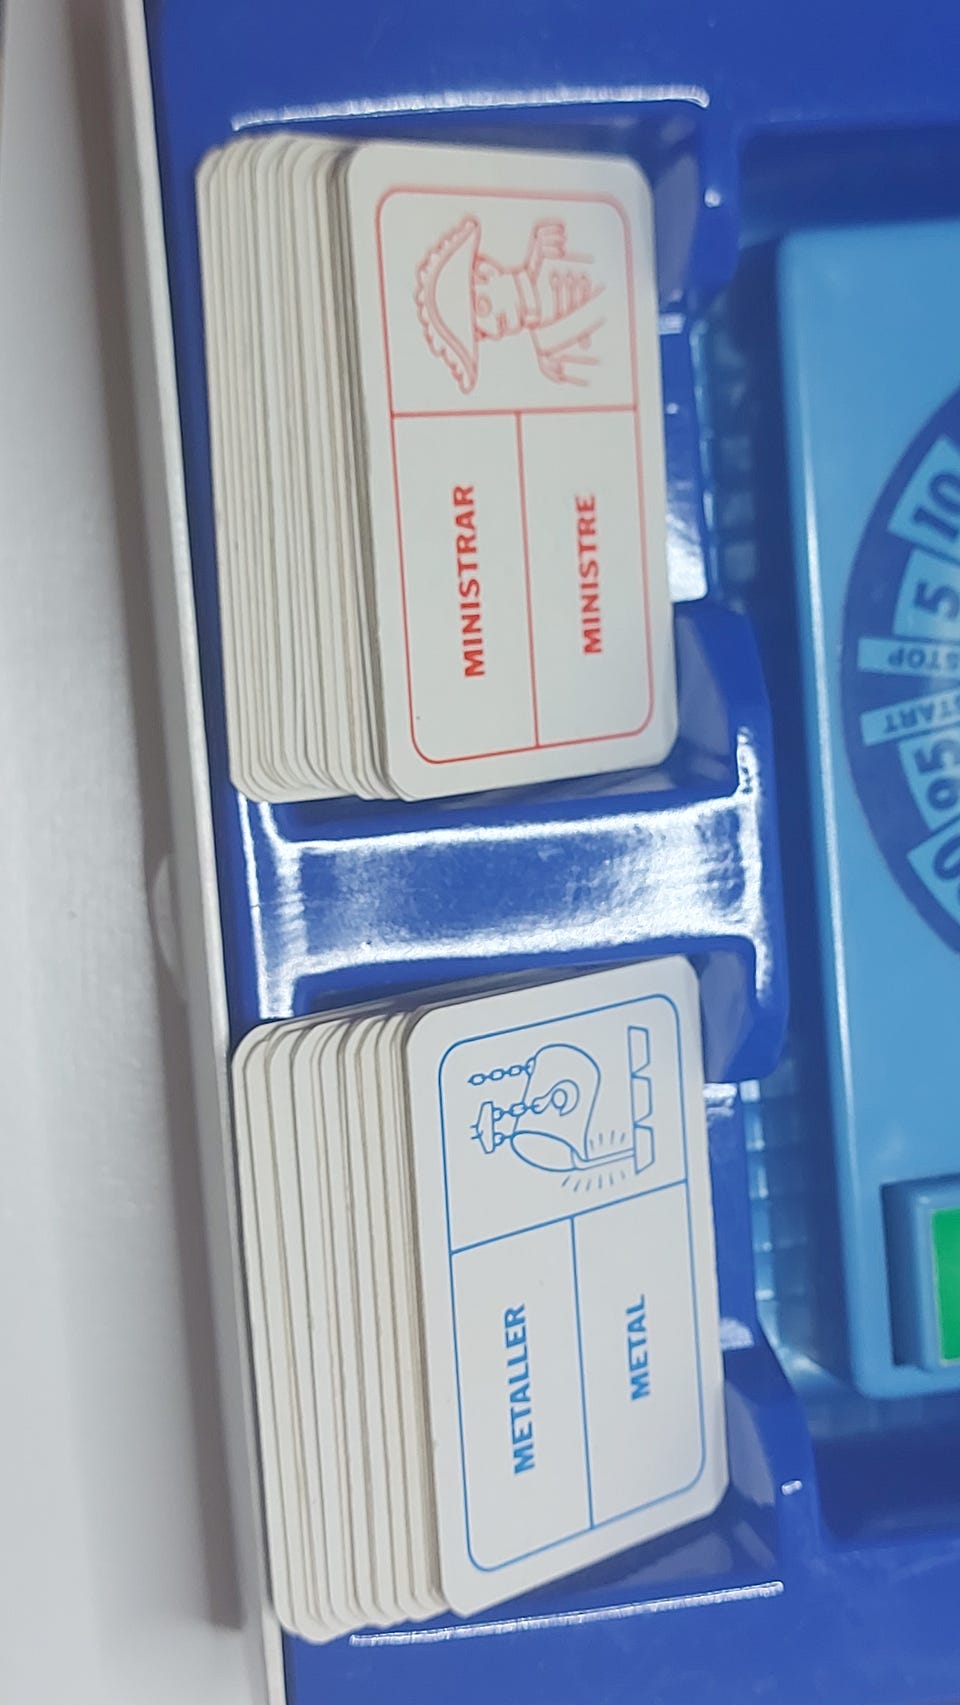 MINISTRAR
MINISTRE
METALLER
METAL
10
5
STOP
START
95